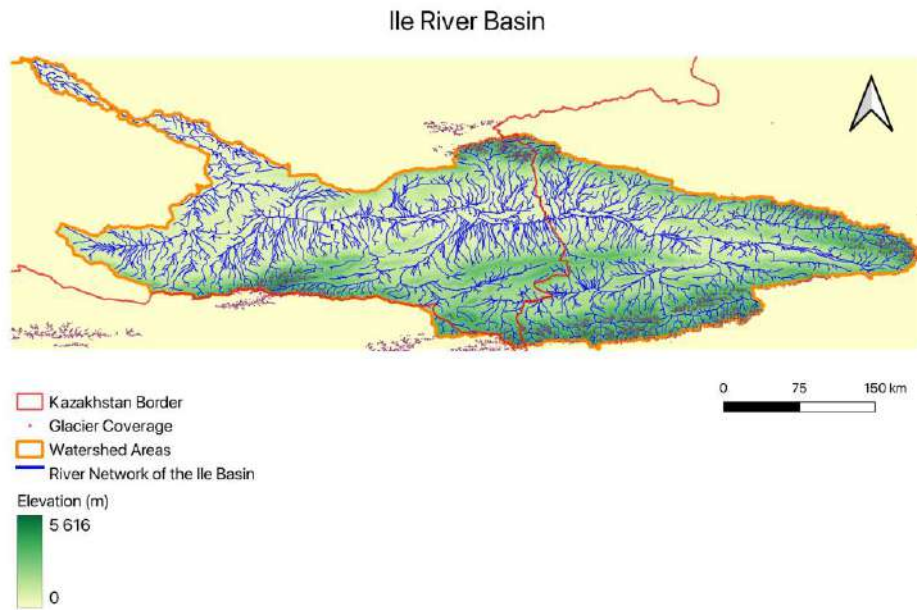 Ile River Basin
0 75 150 km
Kazakhstan Border
Glacier Coverage
Watershed Areas
River Network of the Ile Basin
Elevation (m)
5 616
0